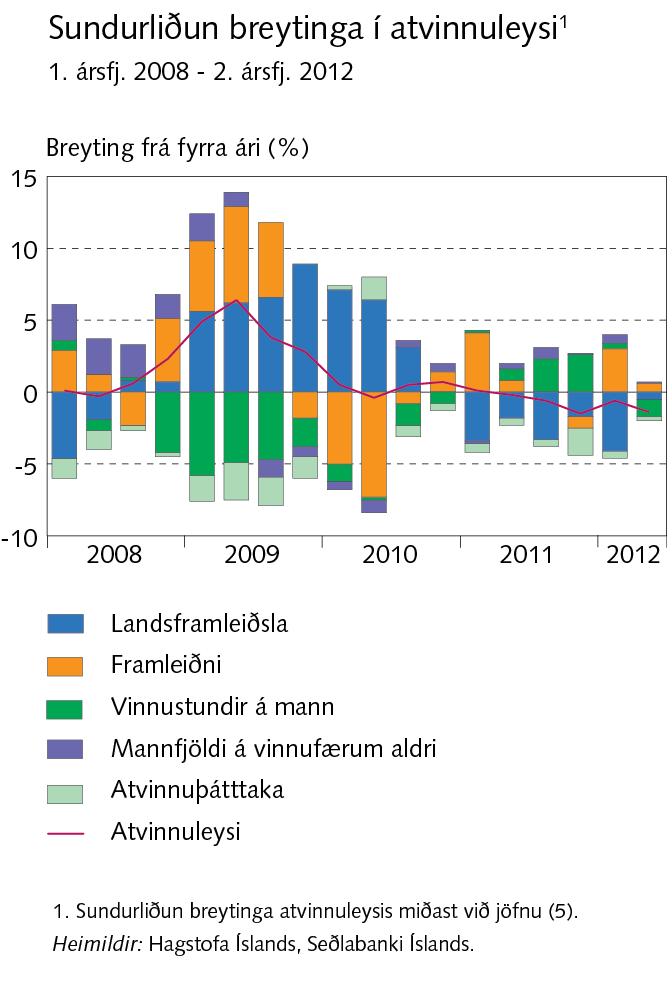 Sundurliðun breytinga í atvinnuleysi¹
1. ársfj. 2008 - 2. ársfj. 2012
Breyting frá fyrra ári (%)
15
10
5
0
-5
-10
2008 2009 2010 2011 2012
Landsframleiðsla
Framleiðni
Vinnustundir á mann
Mannfjöldi á vinnufærum aldri
Atvinnuþátttaka
Atvinnuleysi
1. Sundurliðun breytinga atvinnuleysis miðast við jöfnu (5).
Heimildir: Hagstofa Íslands, Seðlabanki Íslands.